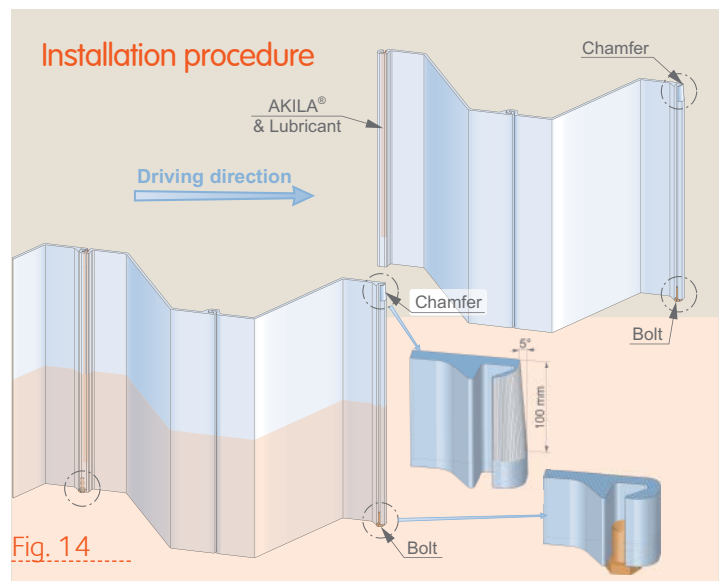 Installation procedure
Chamfer
AKILA®
& Lubricant
Driving direction
Chamfer
Bolt
5°
100 mm
Bolt
Fig. 14